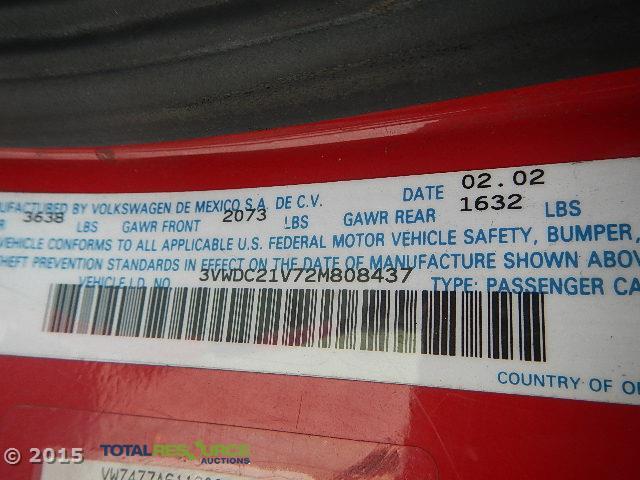 UFACTURED BY VOLKSWAGEN DE MEXICO S.A. DE C.V. DATE 02.02
R 3638 LBS GAWR FRONT 2073 LBS GAWR REAR 1632 LBS
VEHICLE CONFORMS TO ALL APPLICABLE U.S. FEDERAL MOTOR VEHICLE SAFETY, BUMPER,
HEFT PREVENTION STANDARDS IN EFFECT ON THE DATE OF MANUFACTURE SHOWN ABOV
VEHICLE I.D. NO. 3VWDC21V72M808437 TYPE: PASSENGER CA
COUNTRY OF O
© 2015 TOTAL RESOURCE
AUCTIONS